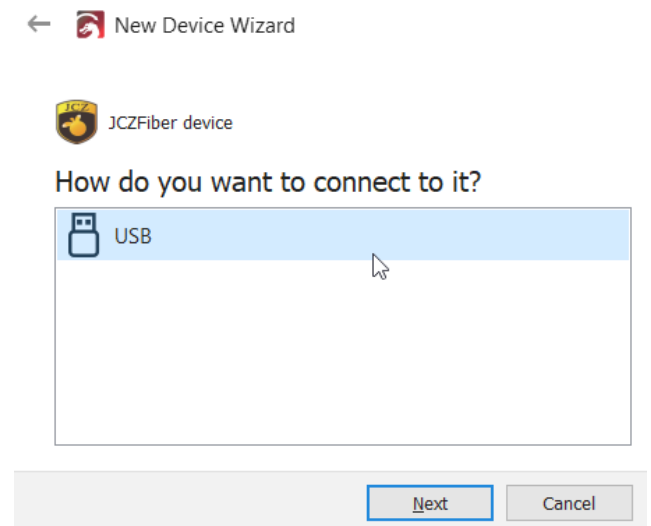 New Device Wizard
JCZ
JCZFiber device
How do you want to connect to it?
USB
Next
Cancel